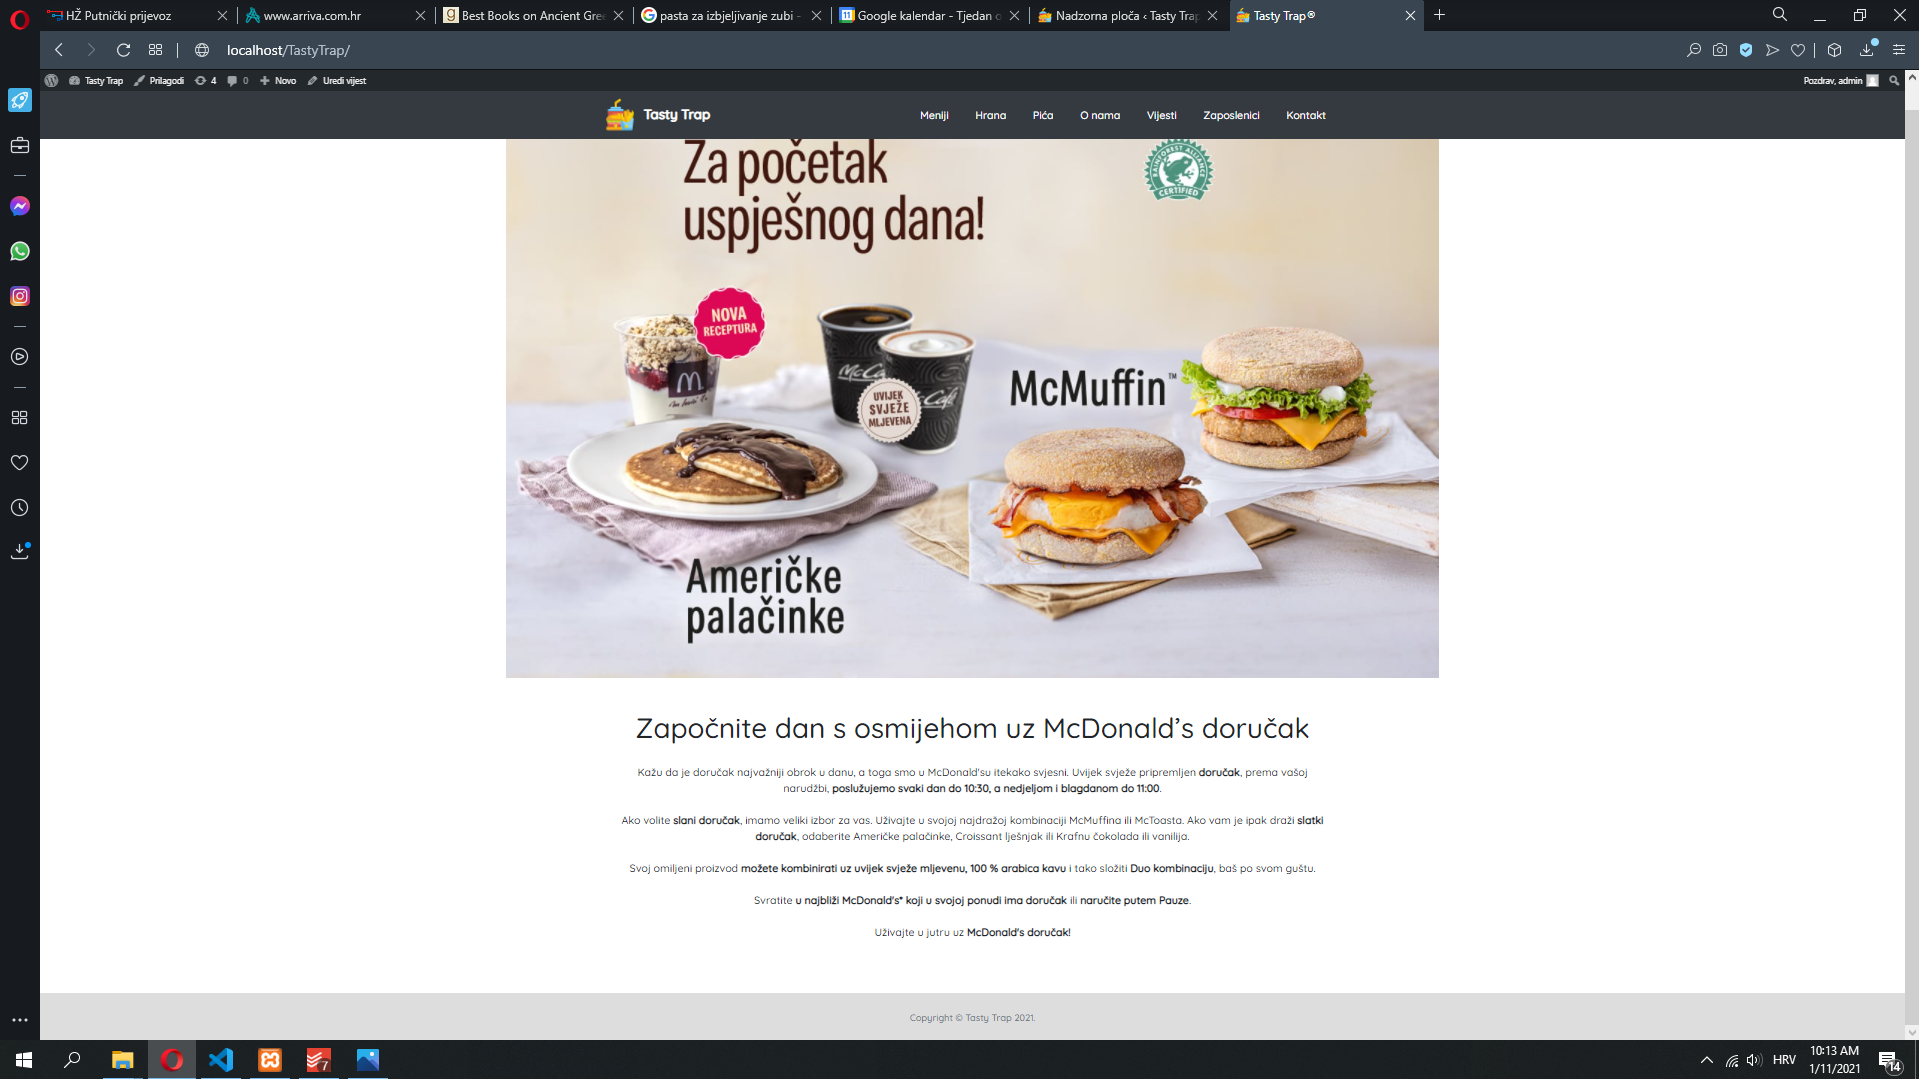 HŽ Putnički prijevoz
www.arriva.com.hr
Best Books on Ancient Gre
pasta za izbjeljivanje zubi -
Google kalendar - Tjedan o
Nadzorna ploča ‹ Tasty Trap
Tasty Trap®
localhost/TastyTrap/
Tasty Trap
Prilagodi
4
0
Novo
Uredi vijest
Pozdrav, admin
Tasty Trap
Meniji
Hrana
Pića
O nama
Vijesti
Zaposlenici
Kontakt
Za početak
uspješnog dana!
RAINFOREST ALLIANCE
CERTIFIED
NOVA
RECEPTURA
UVIJEK
SVJEŽE
MLJEVENA
McMuffin™
Američke
palačinke
Započnite dan s osmijehom uz McDonald’s doručak
Kažu da je doručak najvažniji obrok u danu, a toga smo u McDonald'su itekako svjesni. Uvijek svježe pripremljen doručak, prema vašoj
narudžbi, poslužujemo svaki dan do 10:30, a nedjeljom i blagdanom do 11:00.
Ako volite slani doručak, imamo veliki izbor za vas. Uživajte u svojoj najdražoj kombinaciji McMuffina ili McToasta. Ako vam je ipak draži slatki
doručak, odaberite Američke palačinke, Croissant lješnjak ili Krafnu čokolada ili vanilija.
Svoj omiljeni proizvod možete kombinirati uz uvijek svježe mljevenu, 100 % arabica kavu i tako složiti Duo kombinaciju, baš po svom guštu.
Svratite u najbliži McDonald's* koji u svojoj ponudi ima doručak ili naručite putem Pauze.
Uživajte u jutru uz McDonald's doručak!
Copyright © Tasty Trap 2021.
7
HRV
10:13 AM
1/11/2021
14